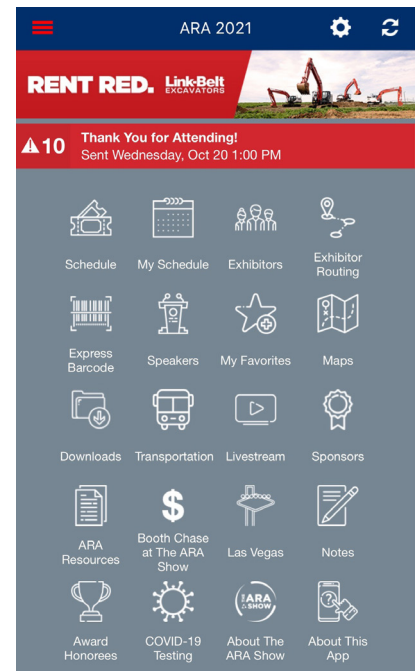 ARA 2021
RENT RED. Link-Belt
EXCAVATORS
10 Thank You for Attending!
Sent Wednesday, Oct 20 1:00 PM
Schedule My Schedule Exhibitors Exhibitor
Routing
Express
Barcode Speakers My Favorites Maps
Downloads Transportation Livestream Sponsors
ARA
Resources
$
Booth Chase
at The ARA
Show
Las Vegas Notes
THE
ARA
SHOW
Award
Honorees
COVID-19
Testing
About The
ARA Show
About This
App